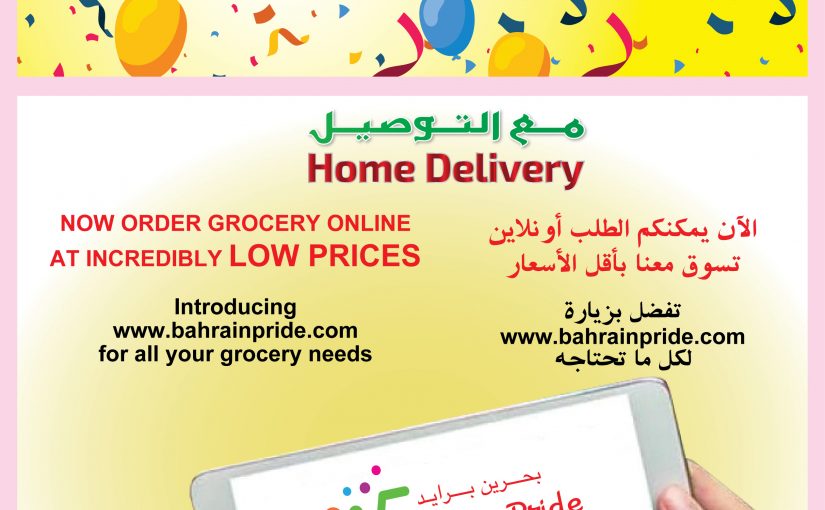 مع التوصيل
Home Delivery
NOW ORDER GROCERY ONLINE
AT INCREDIBLY LOW PRICES
Introducing
www.bahrainpride.com
for all your grocery needs
الآن يمكنكم الطلب أونلاين
تسوق معنا بأقل الأسعار
تفضل بزيارة
www.bahrainpride.com
لكل ما تحتاجه
بحرين برايد
Pride